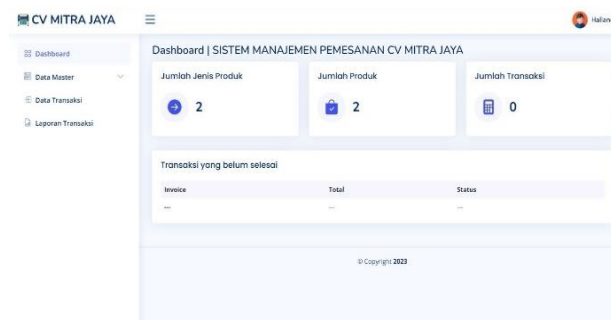 CV MITRA JAYA
Dashboard
Data Master
Data Transaksi
Laporan Transaksi
Dashboard | SISTEM MANAJEMEN PEMESANAN CV MITRA JAYA
Jumlah Jenis Produk
2
Jumlah Produk
2
Jumlah Transaksi
0
Transaksi yang belum selesai
Invoice Total Status
--- --- ---
© Copyright 2023